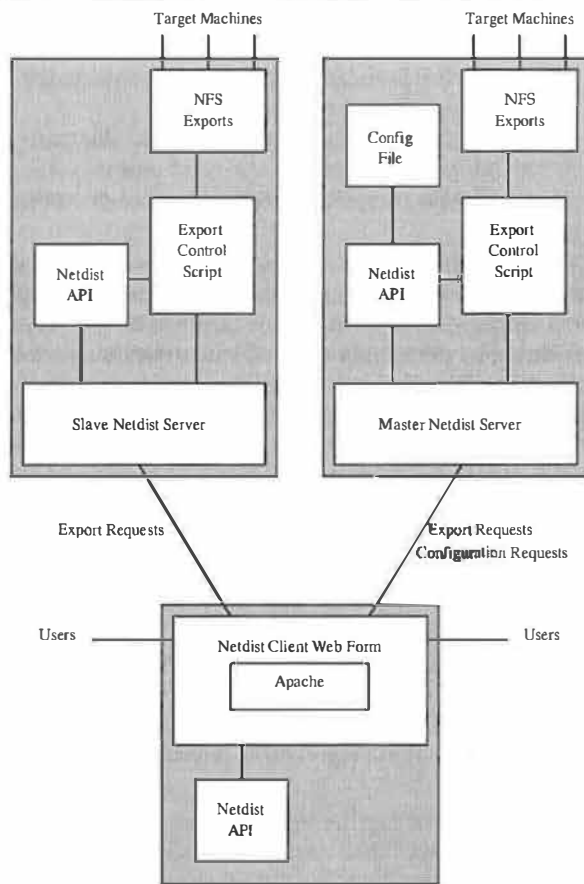 Target Machines
NFS
Exports
Export
Control
Script
Netdist
API
Slave Netdist Server
Target Machines
NFS
Exports
Config
File
Export
Control
Script
Netdist
API
Master Netdist Server
Export Requests
Export Requests
Configuration Requests
Users
Netdist Client Web Form
Users
Apache
Netdist
API